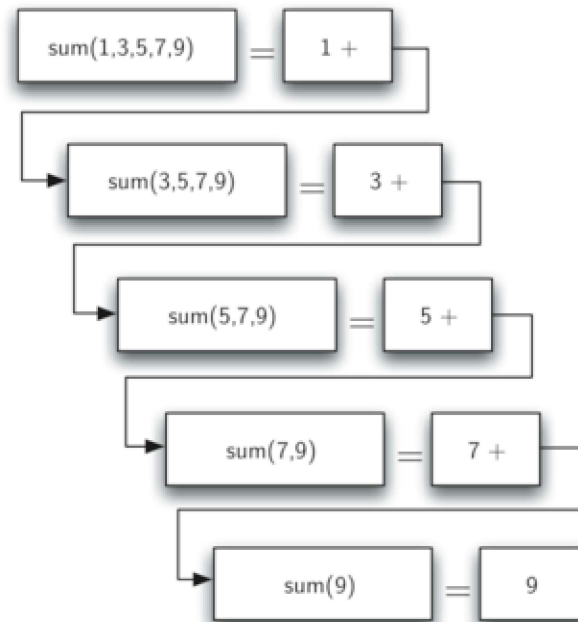 sum(1,3,5,7,9) = 1 +
sum(3,5,7,9) = 3 +
sum(5,7,9) = 5 +
sum(7,9) = 7 +
sum(9) = 9